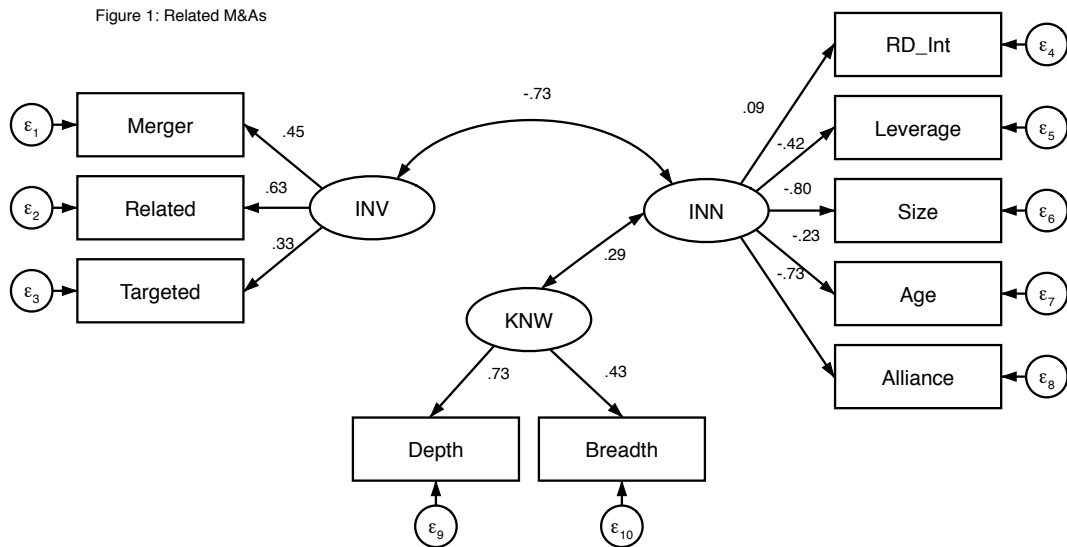 Figure 1: Related M&As
RD_Int
ε4
-.73
.09
Merger
ε1
.45
Leverage
ε5
-.42
.63
-.80
Related
ε2
INV
INN
Size
ε6
.33
.29
-.23
-.73
Targeted
ε3
Age
ε7
KNW
.73
.43
Alliance
ε8
Depth
Breadth
ε9
ε10